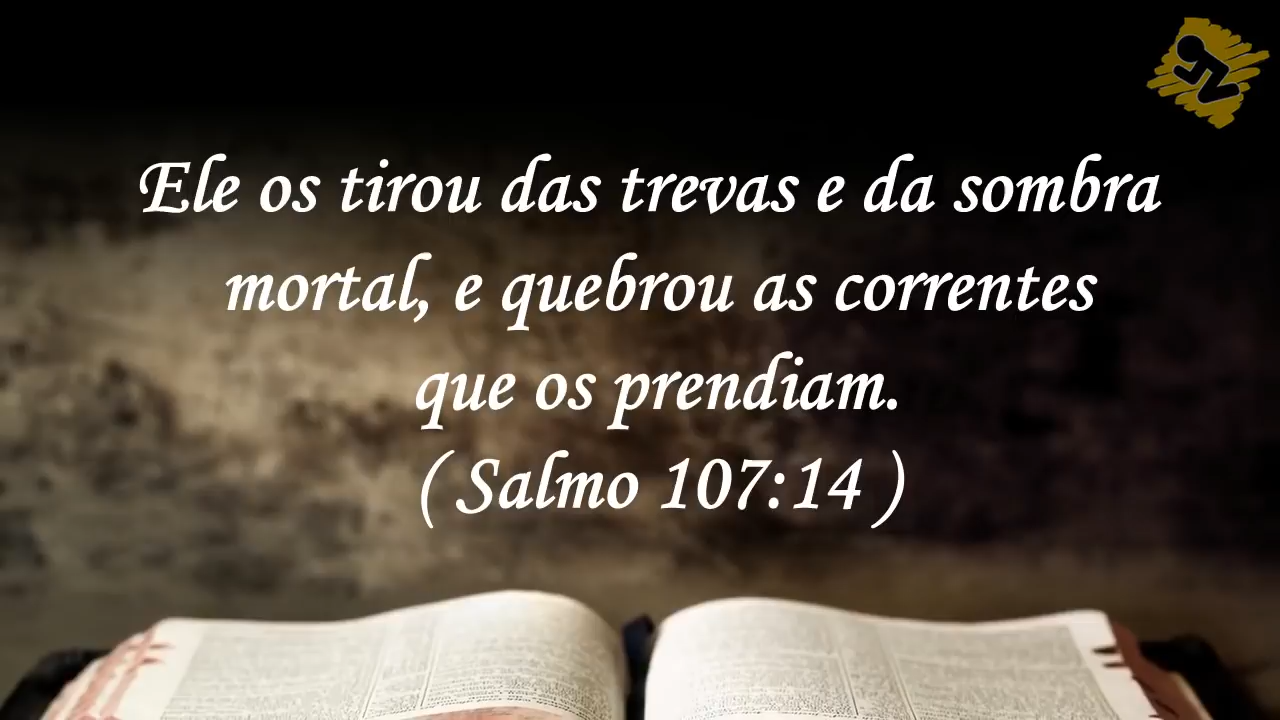 Ele os tirou das trevas e da sombra
mortal, e quebrou as correntes
que os prendiam.
( Salmo 107:14 )